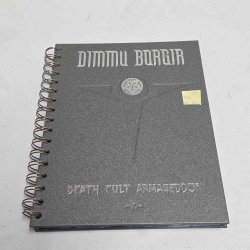 DIMMU BORGIR
DEATH CULT ARMAGEDDON